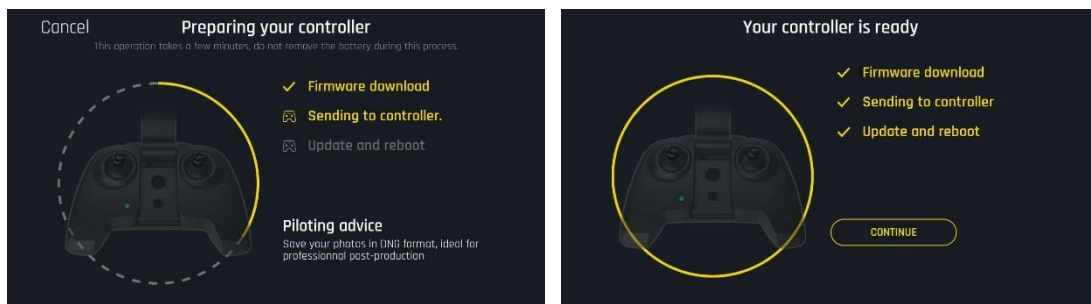 Cancel
Preparing your controller
This operation takes a few minutes, do not remove the battery during this process.
Firmware download
Sending to controller.
Update and reboot
Piloting advice
Save your photos in DNG format, ideal for
professionnal post-production
Your controller is ready
Firmware download
Sending to controller
Update and reboot
CONTINUE